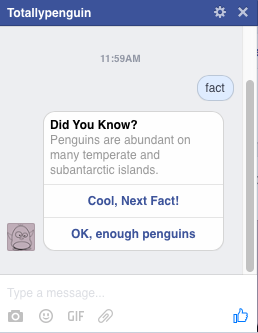 Totallypenguin
11:59AM
fact
Did You Know?
Penguins are abundant on
many temperate and
subantarctic islands.
Cool, Next Fact!
OK, enough penguins
Type a message...
GIF